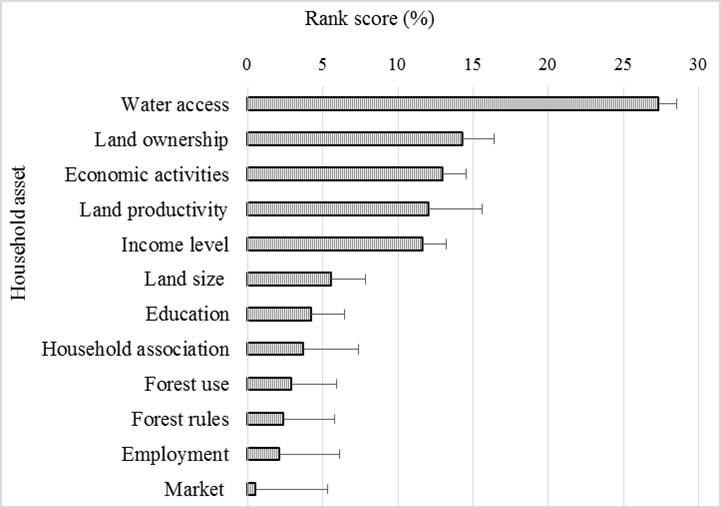 Rank score (%)
0 5 10 15 20 25 30
Household asset
Water access
Land ownership
Economic activities
Land productivity
Income level
Land size
Education
Household association
Forest use
Forest rules
Employment
Market